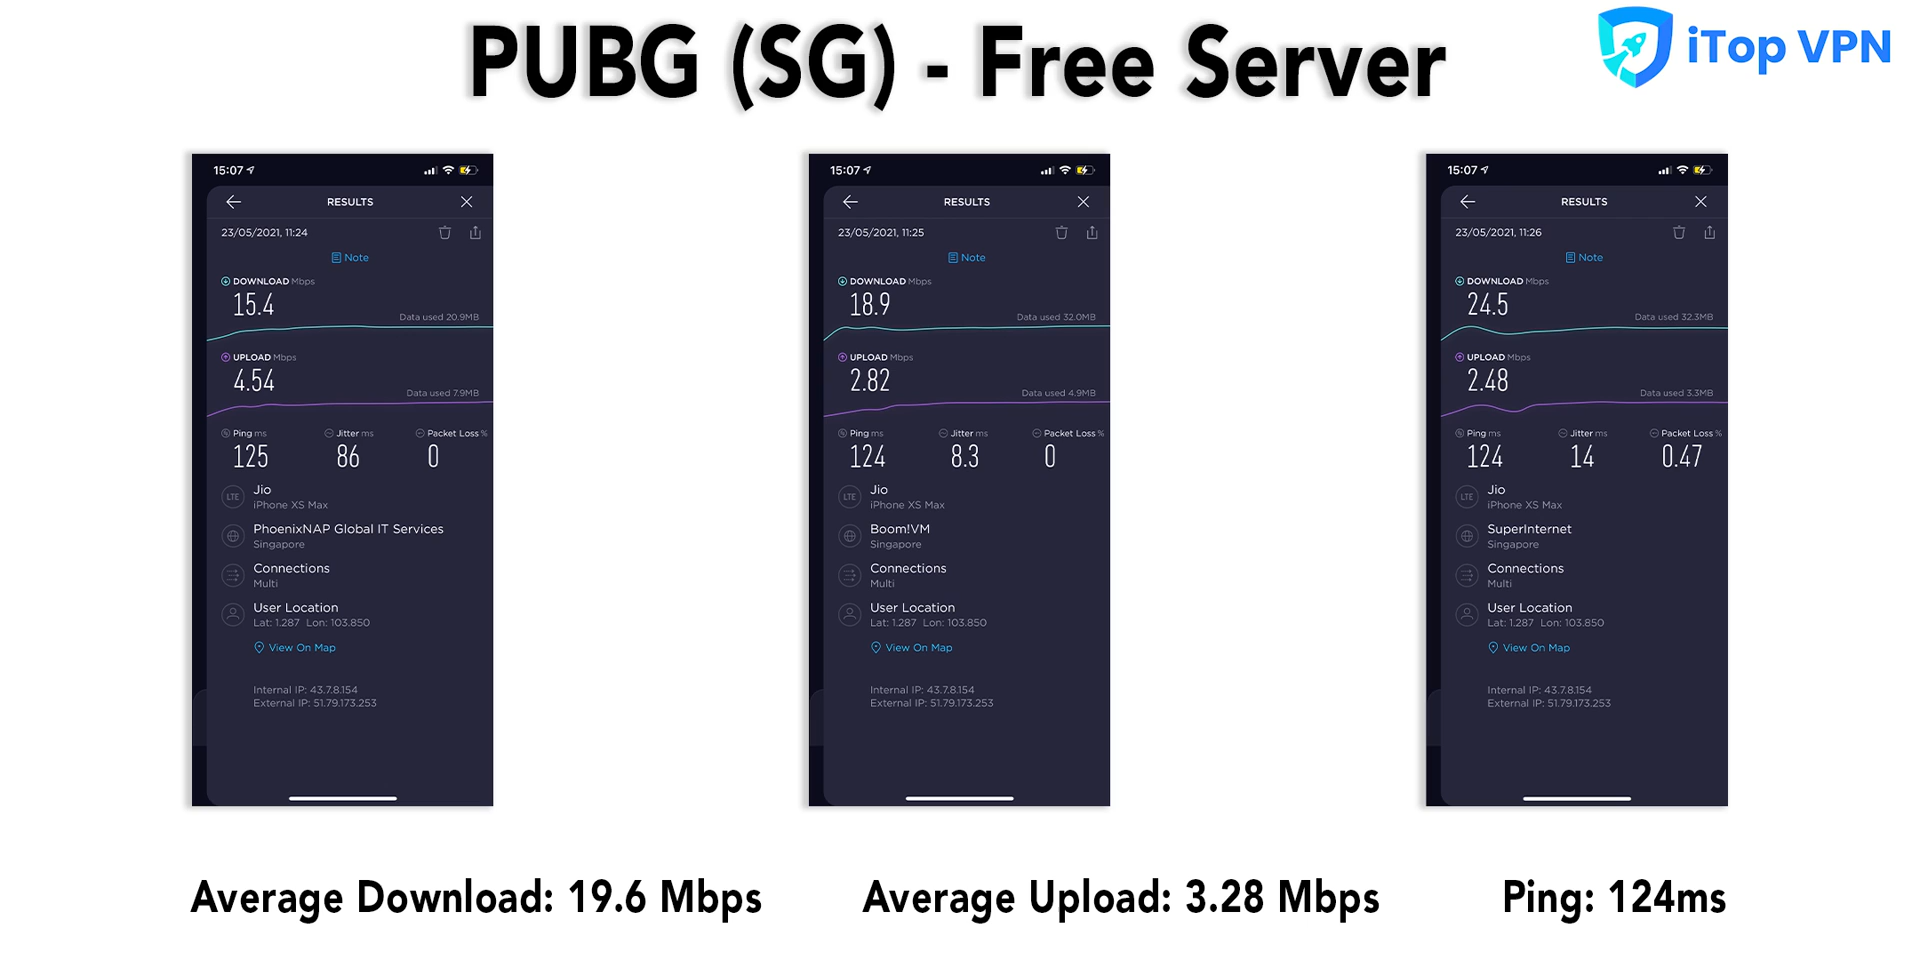 PUBG (SG) - Free Server
iTop VPN
15:07
RESULTS
23/05/2021, 11:24
Note
DOWNLOAD Mbps
15.4
Data used 20.9MB
UPLOAD Mbps
4.54
Data used 7.9MB
Ping ms Jitter ms Packet Loss %
125 86 0
LTE Jio
iPhone XS Max
PhoenixNAP Global IT Services
Singapore
Connections
Multi
User Location
Lat: 1.287 Lon: 103.850
View On Map
Internal IP: 43.7.8.154
External IP: 51.79.173.253
15:07
RESULTS
23/05/2021, 11:25
Note
DOWNLOAD Mbps
18.9
Data used 32.0MB
UPLOAD Mbps
2.82
Data used 4.9MB
Ping ms Jitter ms Packet Loss %
124 8.3 0
LTE Jio
iPhone XS Max
Boom!VM
Singapore
Connections
Multi
User Location
Lat: 1.287 Lon: 103.850
View On Map
Internal IP: 43.7.8.154
External IP: 51.79.173.253
15:07
RESULTS
23/05/2021, 11:26
Note
DOWNLOAD Mbps
24.5
Data used 32.3MB
UPLOAD Mbps
2.48
Data used 3.3MB
Ping ms Jitter ms Packet Loss %
124 14 0.47
LTE Jio
iPhone XS Max
SuperInternet
Singapore
Connections
Multi
User Location
Lat: 1.287 Lon: 103.850
View On Map
Internal IP: 43.7.8.154
External IP: 51.79.173.253
Average Download: 19.6 Mbps
Average Upload: 3.28 Mbps
Ping: 124ms